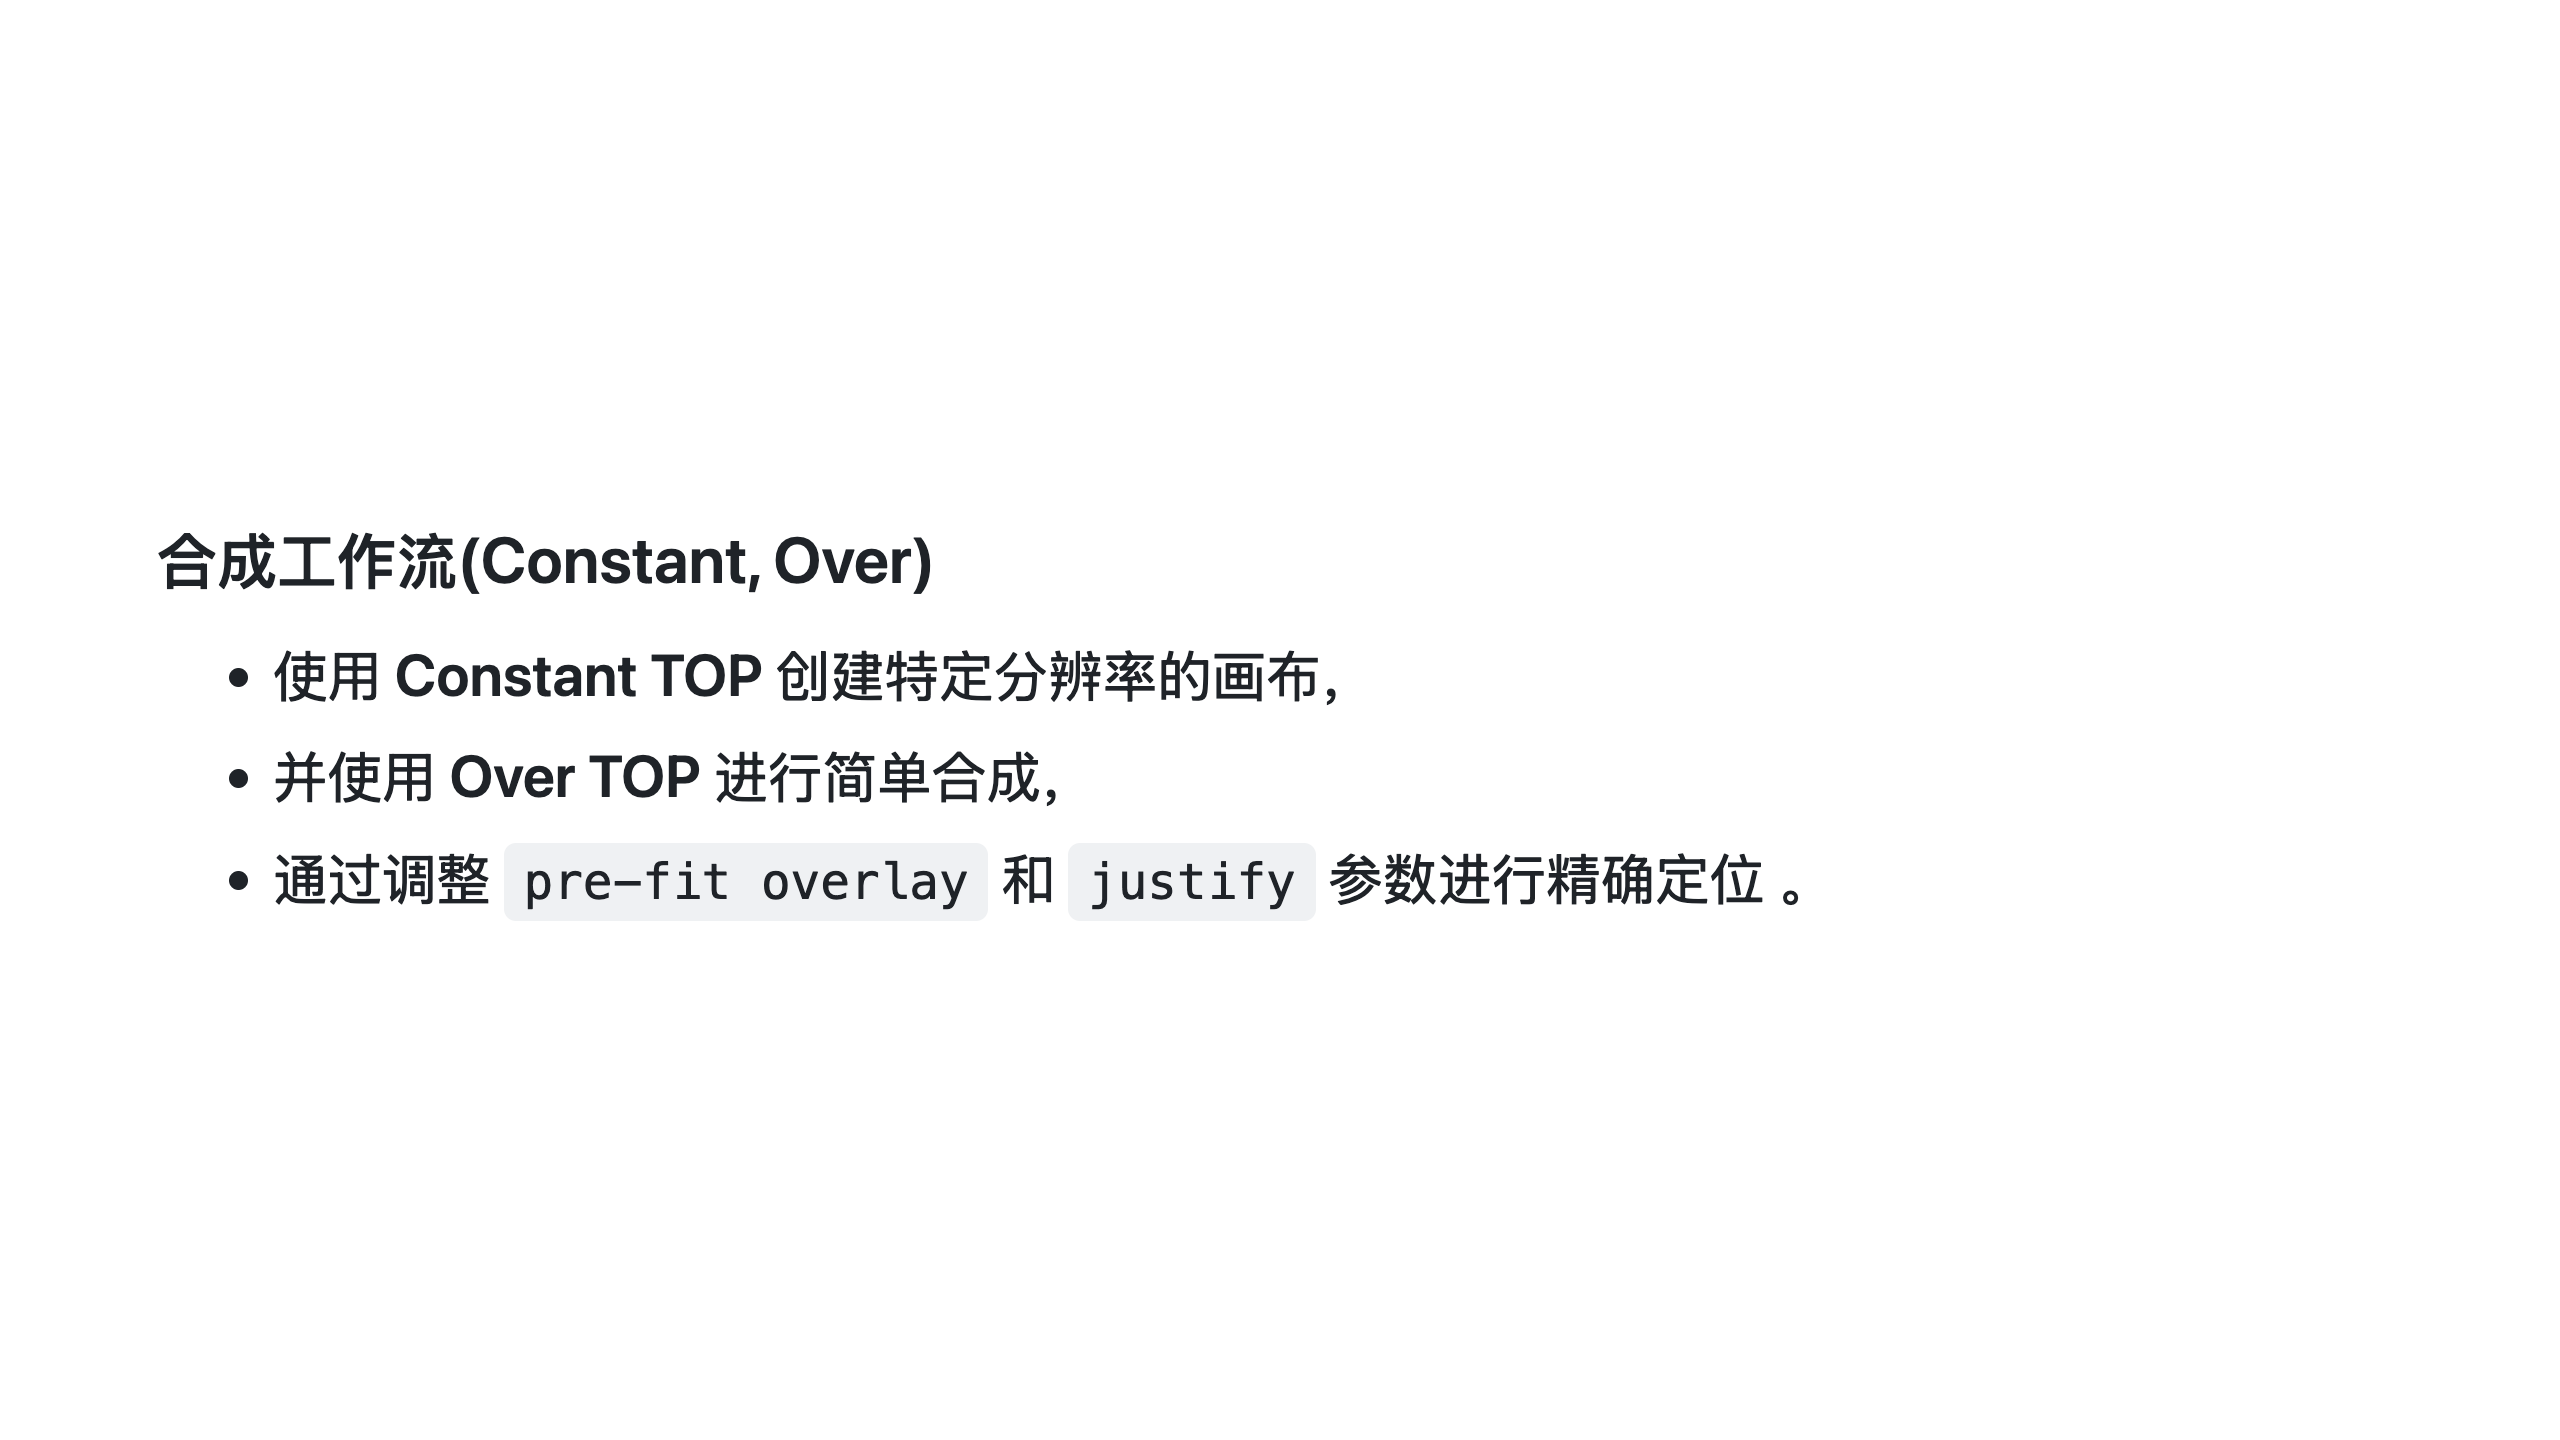 合成工作流(Constant, Over)
• 使用 Constant TOP 创建特定分辨率的画布，
• 并使用 Over TOP 进行简单合成，
• 通过调整 pre-fit overlay 和 justify 参数进行精确定位 。